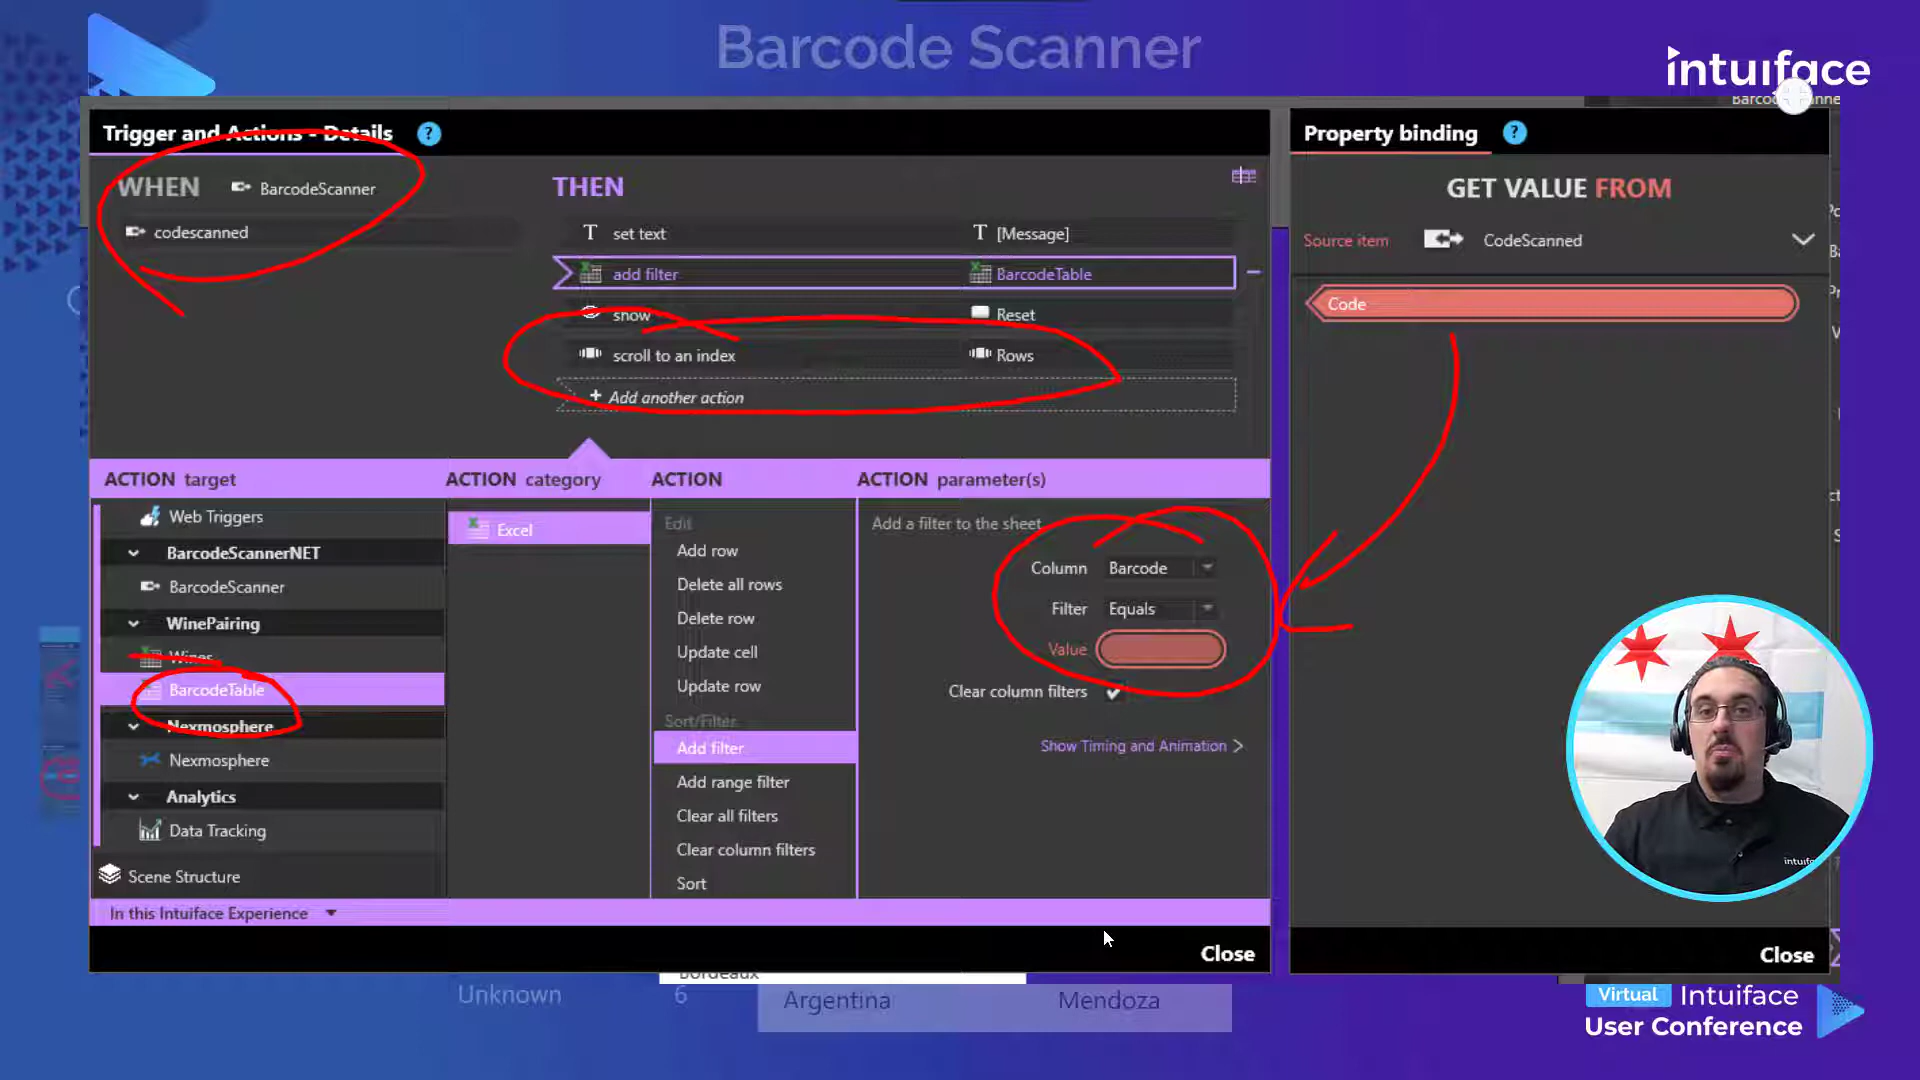 Barcode Scanner
intuıface
Trigger and Actions - Details ?
WHEN BarcodeScanner
codescanned
THEN
set text [Message]
add filter BarcodeTable
show Reset
scroll to an index Rows
+ Add another action
ACTION target
Web Triggers
BarcodeScannerNET
BarcodeScanner
WinePairing
Wines
BarcodeTable
Nexmosphere
Nexmosphere
Analytics
Data Tracking
Scene Structure
In this Intuiface Experience
ACTION category
Excel
ACTION
Edit
Add row
Delete all rows
Delete row
Update cell
Update row
Sort/Filter
Add filter
Add range filter
Clear all filters
Clear column filters
Sort
ACTION parameter(s)
Add a filter to the sheet
Column Barcode
Filter Equals
Value
Clear column filters
Show Timing and Animation >
Close
Property binding ?
GET VALUE FROM
Source item CodeScanned
Code
Close
Bordeaux
Unknown 6 Argentina Mendoza
Virtual Intuiface
User Conference